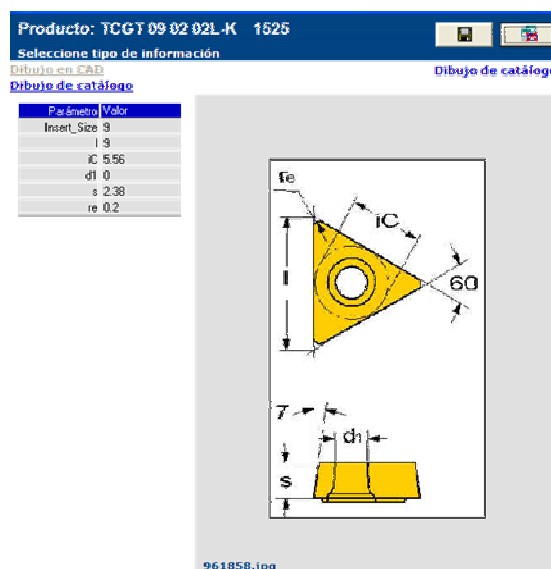 Producto: TCGT 09 02 02L-K 1525
Seleccione tipo de información
Dibujo en CAD
Dibujo de catálogo
Dibujo de catálogo
Parámetro Valor
Insert_Size 9
l 9
iC 5.56
d1 0
s 2.38
re 0.2
re
iC
l
60
7
d1
s
961858.jpg